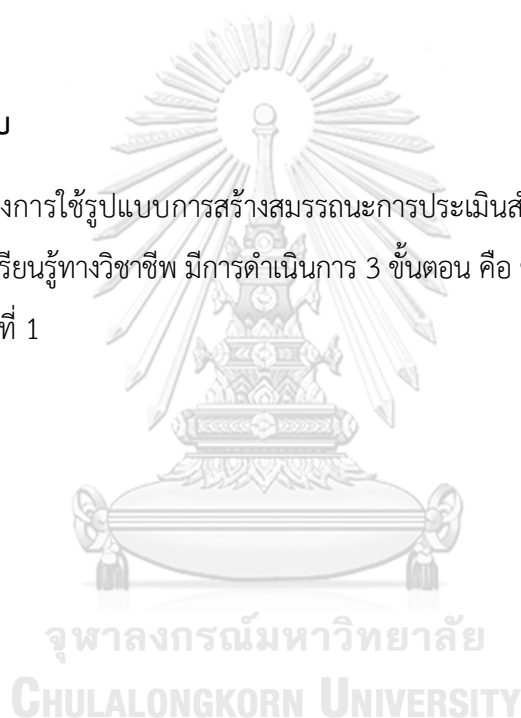 งการใช้รูปแบบการสร้างสมรรถนะการประเมินสํ
รียนรู้ทางวิชาชีพ มีการดำเนินการ 3 ขั้นตอน คือ
ที่ 1
จุฬาลงกรณ์มหาวิทยาลัย
CHULALONGKORN UNIVERSITY